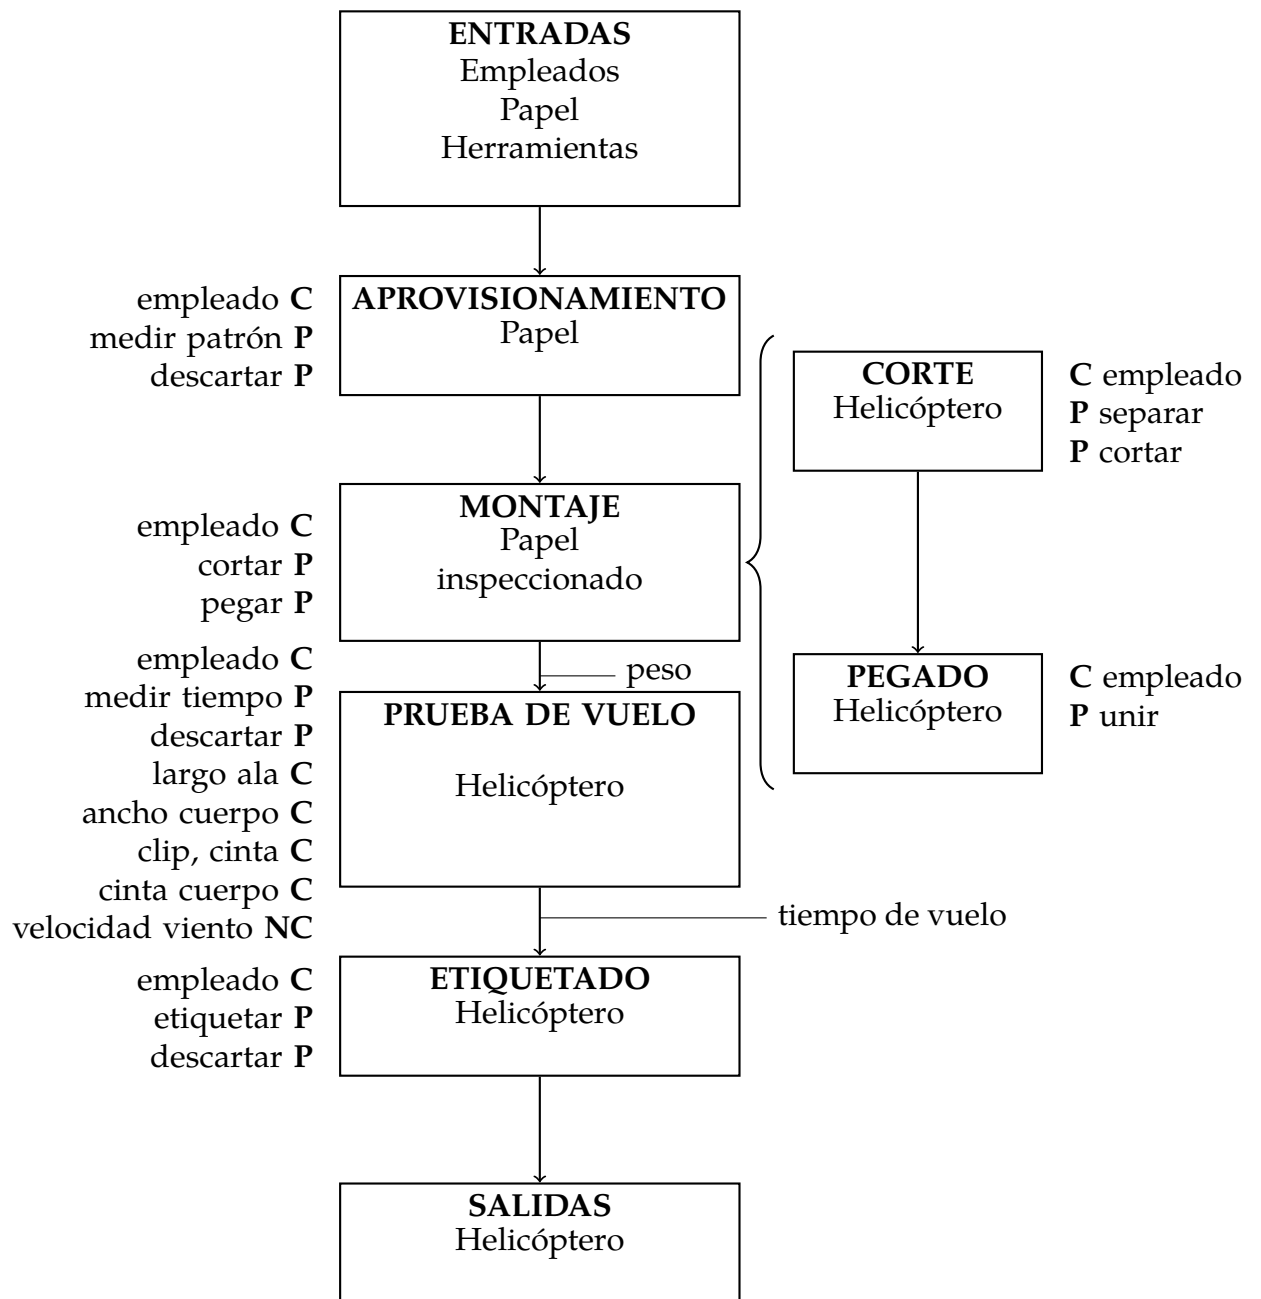 ENTRADAS
Empleados
Papel
Herramientas
empleado C
medir patrón P
descartar P
APROVISIONAMIENTO
Papel
CORTE
Helicóptero
C empleado
P separar
P cortar
empleado C
cortar P
pegar P
MONTAJE
Papel
inspeccionado
peso
PEGADO
Helicóptero
C empleado
P unir
empleado C
medir tiempo P
descartar P
largo ala C
ancho cuerpo C
clip, cinta C
cinta cuerpo C
velocidad viento NC
PRUEBA DE VUELO
Helicóptero
tiempo de vuelo
empleado C
etiquetar P
descartar P
ETIQUETADO
Helicóptero
SALIDAS
Helicóptero